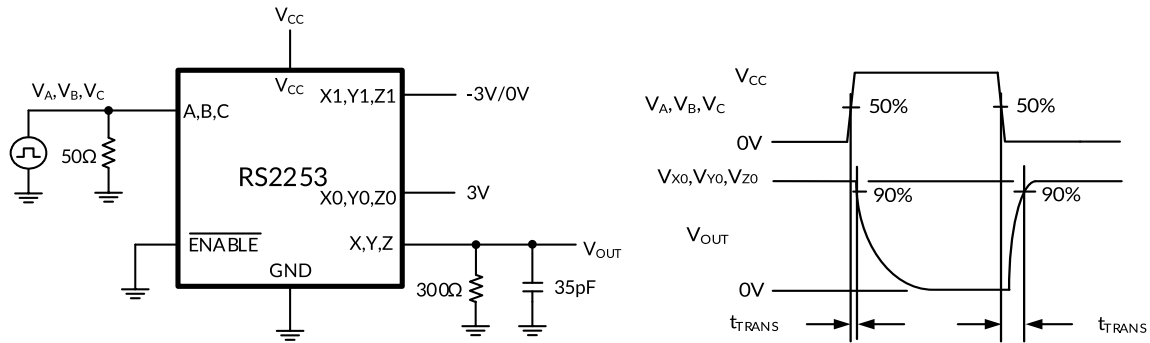 VCC
VA,VB,VC
50Ω
VCC
A,B,C
X1,Y1,Z1
-3V/0V
RS2253
X0,Y0,Z0
3V
ENABLE
X,Y,Z
VOUT
GND
300Ω
35pF
VCC
VA,VB,VC
50%
50%
0V
VX0,VY0,VZ0
90%
90%
VOUT
0V
tTRANS
tTRANS